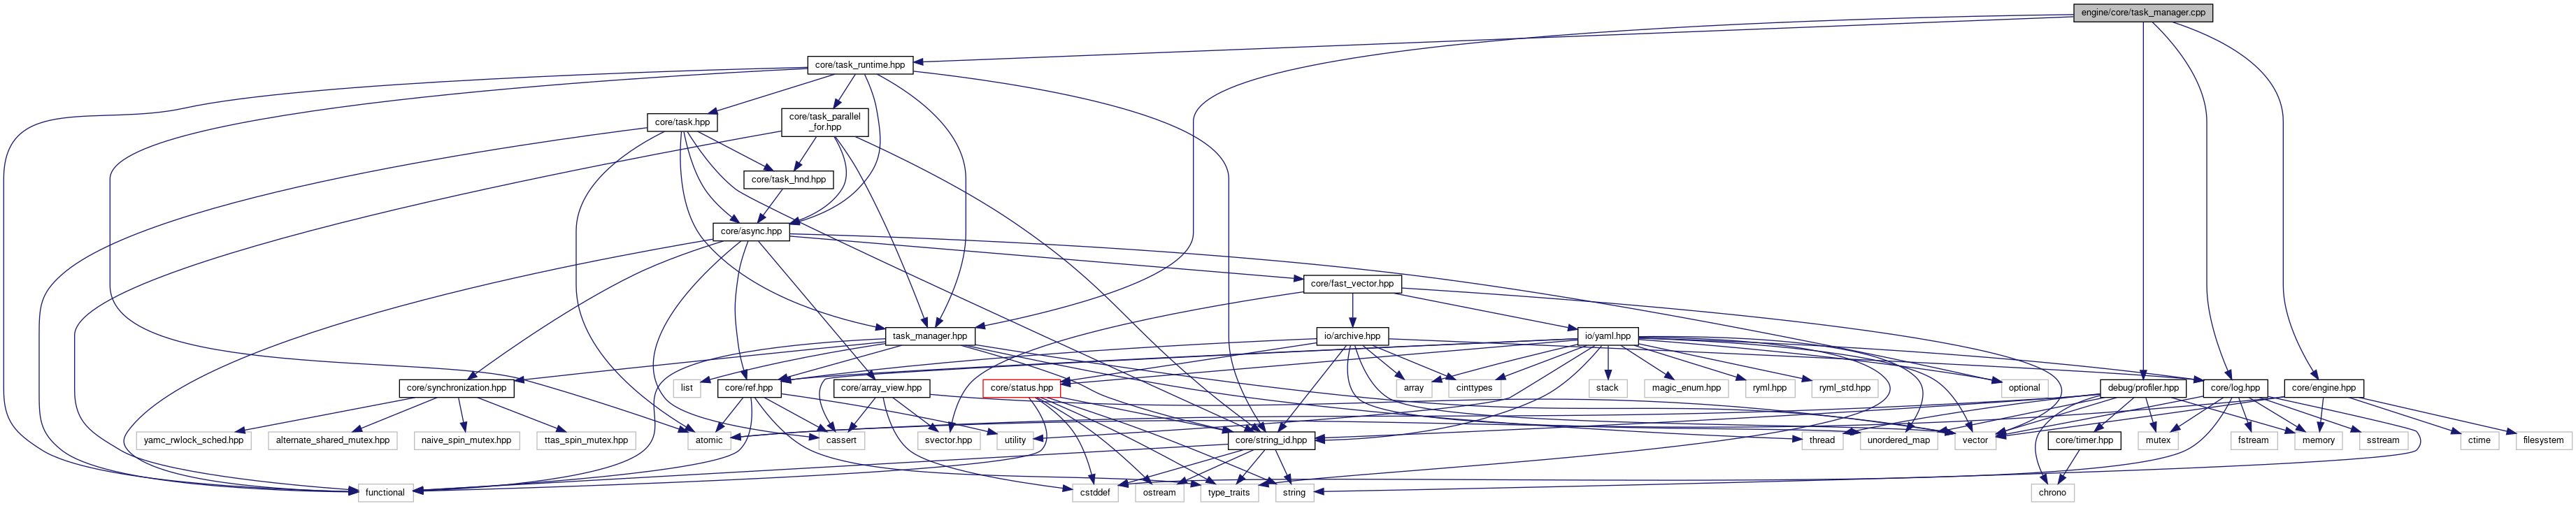 engine/core/task_manager.cpp
core/task_runtime.hpp
core/task.hpp
core/task_parallel
_for.hpp
core/task_hnd.hpp
core/async.hpp
core/fast_vector.hpp
task_manager.hpp
io/archive.hpp
io/yaml.hpp
core/synchronization.hpp
list
core/ref.hpp
core/array_view.hpp
core/status.hpp
array
cinttypes
stack
magic_enum.hpp
ryml.hpp
ryml_std.hpp
optional
debug/profiler.hpp
core/log.hpp
core/engine.hpp
yamc_rwlock_sched.hpp
alternate_shared_mutex.hpp
naive_spin_mutex.hpp
ttas_spin_mutex.hpp
atomic
cassert
svector.hpp
utility
core/string_id.hpp
thread
unordered_map
vector
core/timer.hpp
mutex
fstream
memory
sstream
ctime
filesystem
functional
cstddef
ostream
type_traits
string
chrono